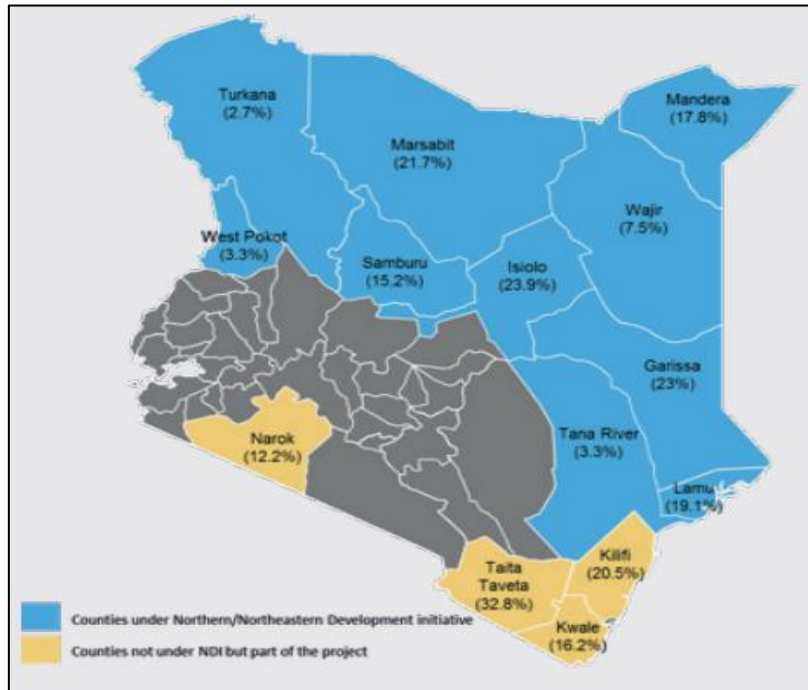 Turkana
(2.7%)
Mandera
(17.8%)
Marsabit
(21.7%)
Wajir
(7.5%)
West Pokot
(3.3%)
Samburu
(15.2%)
Isiolo
(23.9%)
Garissa
(23%)
Tana River
(3.3%)
Narok
(12.2%)
Lamu
(19.1%)
Kilifi
(20.5%)
Taita
Taveta
(32.8%)
Kwale
(16.2%)
Counties under Northern/Northeastern Development initiative
Counties not under NDI but part of the project